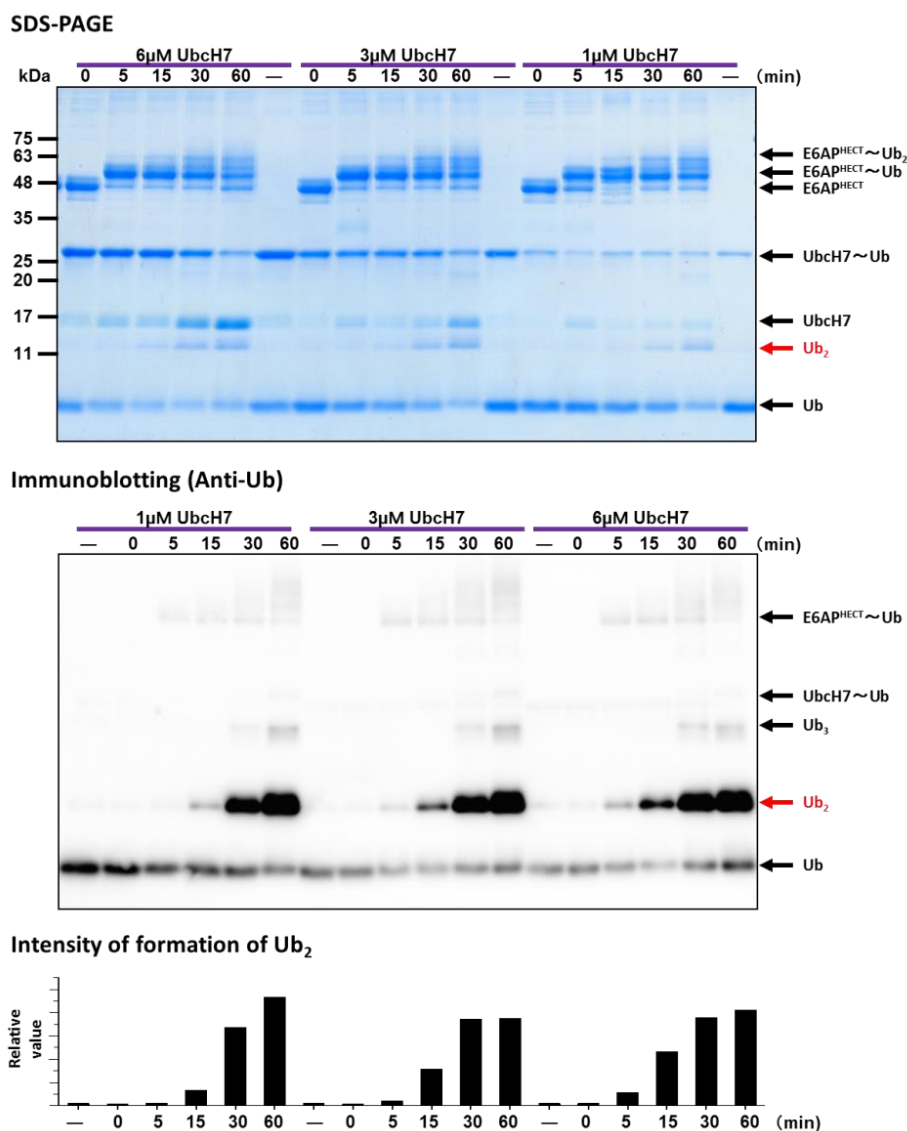 SDS-PAGE
6μM UbcH7 3μM UbcH7 1μM UbcH7
kDa 0 5 15 30 60 — 0 5 15 30 60 — 0 5 15 30 60 — (min)
75
63
48
35
25
20
17
11
E6APᴴᴱᶜᵀ～Ub₂
E6APᴴᴱᶜᵀ～Ub
E6APᴴᴱᶜᵀ
UbcH7～Ub
UbcH7
Ub₂
Ub
Immunoblotting (Anti-Ub)
1μM UbcH7 3μM UbcH7 6μM UbcH7
— 0 5 15 30 60 — 0 5 15 30 60 — 0 5 15 30 60 (min)
E6APᴴᴱᶜᵀ～Ub
UbcH7～Ub
Ub₃
Ub₂
Ub
Intensity of formation of Ub₂
Relative
value
— 0 5 15 30 60 — 0 5 15 30 60 — 0 5 15 30 60 (min)